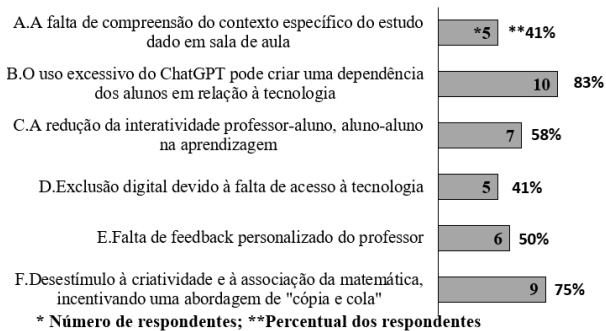 A.A falta de compreensão do contexto específico do estudo
dado em sala de aula
*5 **41%
B.O uso excessivo do ChatGPT pode criar uma dependência
dos alunos em relação à tecnologia
10 83%
C.A redução da interatividade professor-aluno, aluno-aluno
na aprendizagem
7 58%
D.Exclusão digital devido à falta de acesso à tecnologia
5 41%
E.Falta de feedback personalizado do professor
6 50%
F.Desestímulo à criatividade e à associação da matemática,
incentivando uma abordagem de "cópia e cola"
9 75%
* Número de respondentes; **Percentual dos respondentes